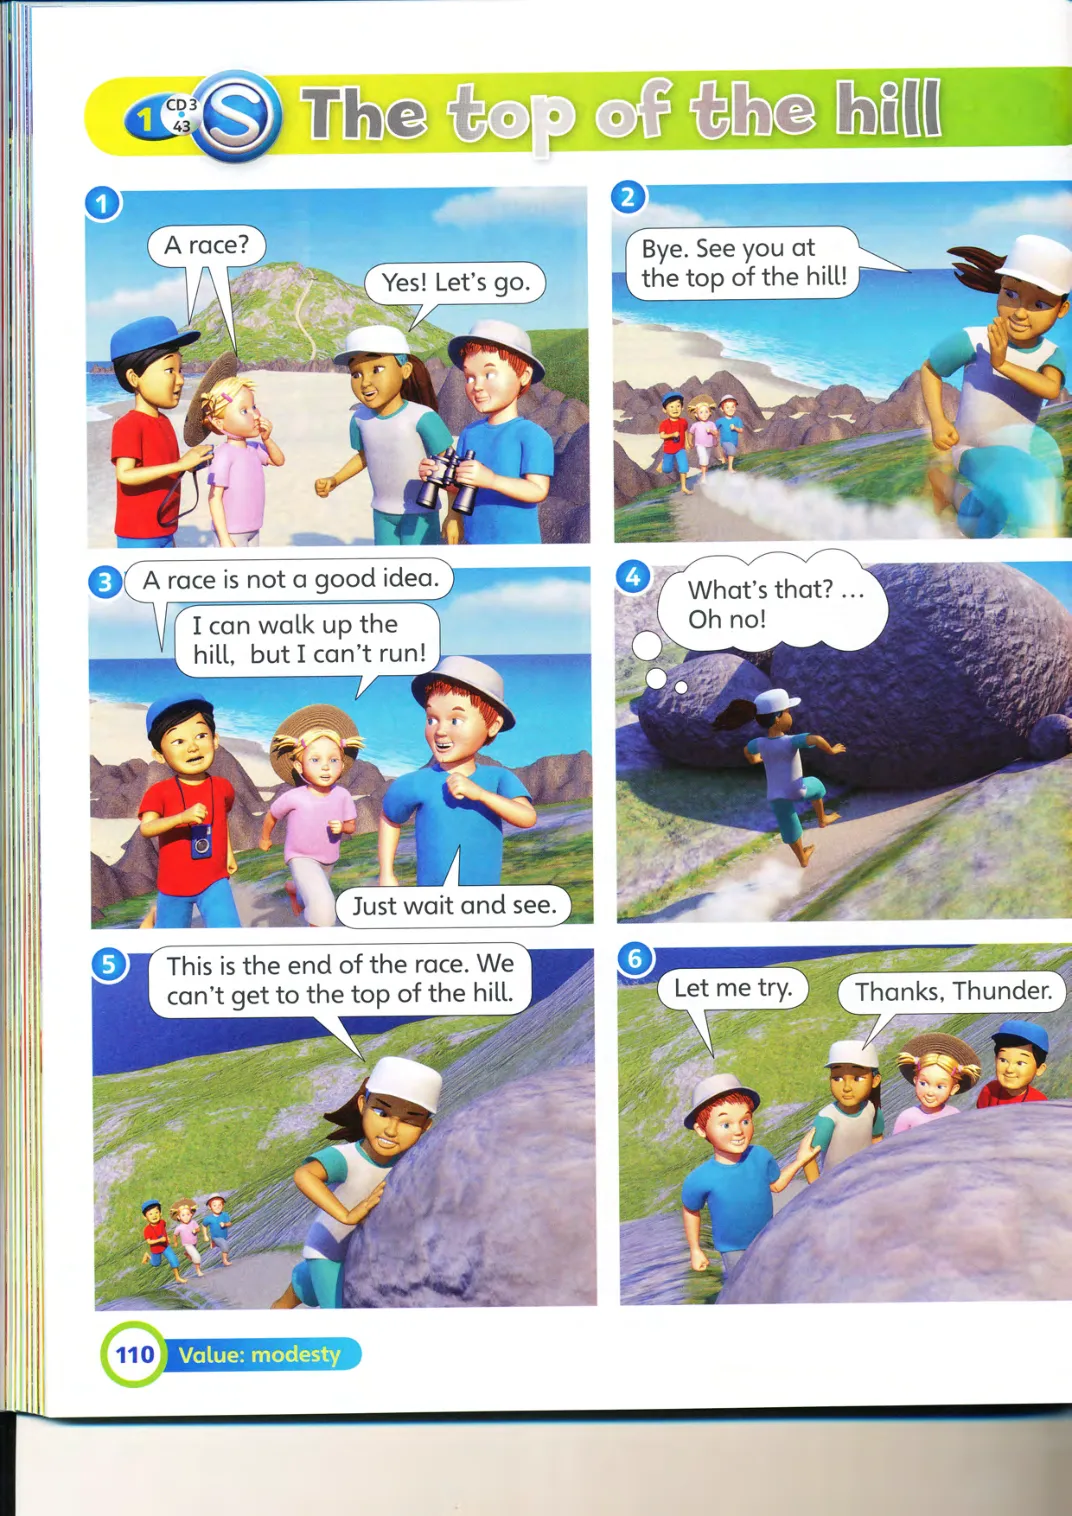 1
CD 3
43
S
The top of the hill
1
A race?
Yes! Let's go.
2
Bye. See you at
the top of the hill!
3
A race is not a good idea.
I can walk up the
hill, but I can't run!
Just wait and see.
4
What's that? ...
Oh no!
5
This is the end of the race. We
can't get to the top of the hill.
6
Let me try.
Thanks, Thunder.
110
Value: modesty